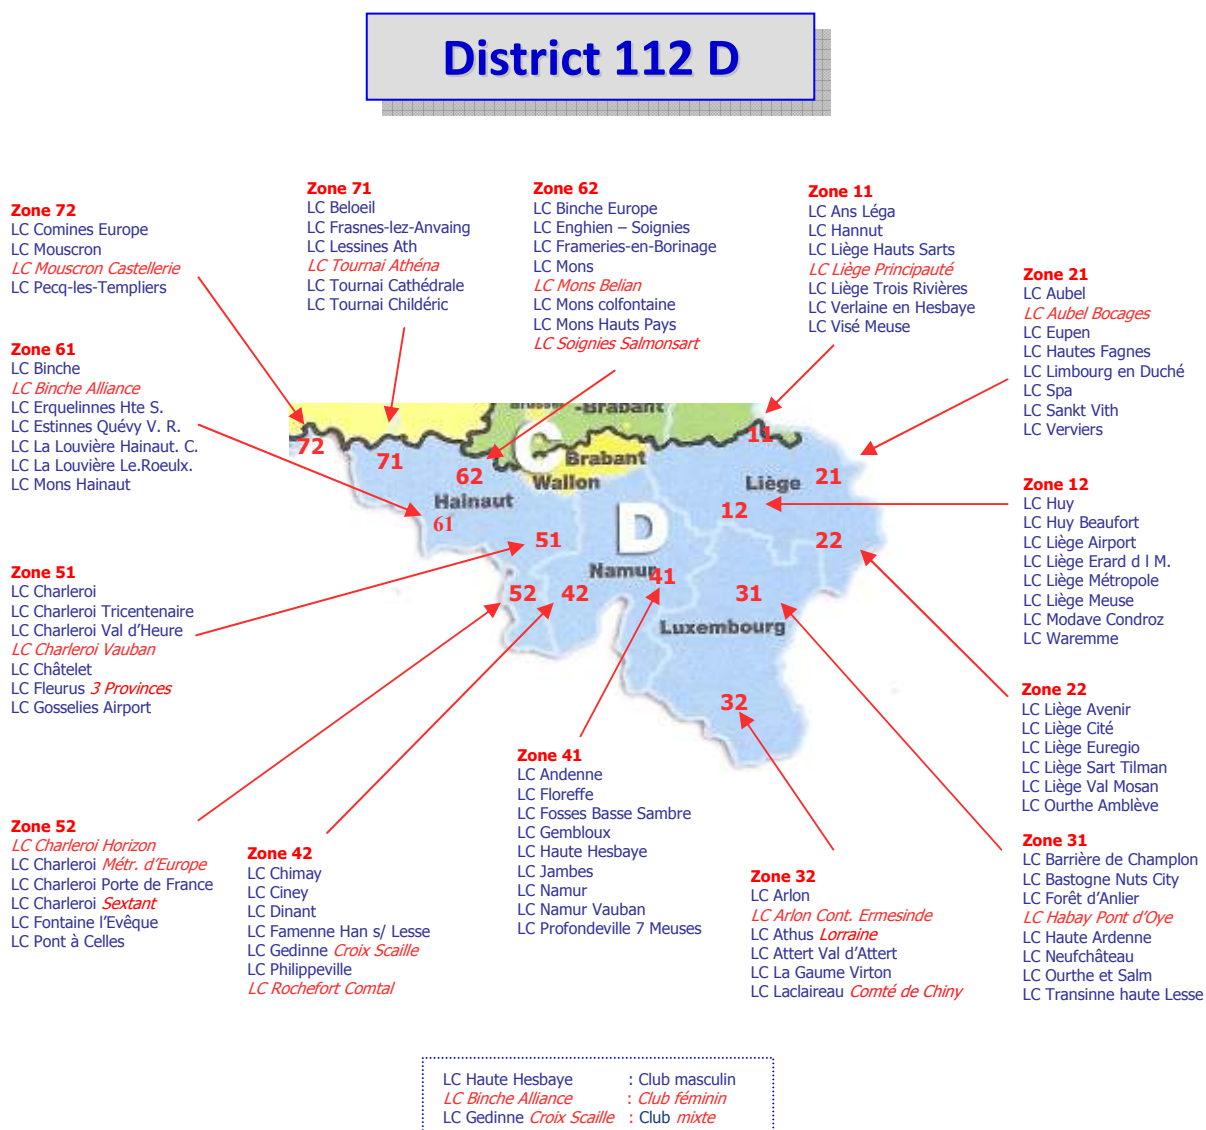 District 112 D
Zone 72
LC Comines Europe
LC Mouscron
LC Mouscron Castellerie
LC Pecq-les-Templiers
Zone 71
LC Beloeil
LC Frasnes-lez-Anvaing
LC Lessines Ath
LC Tournai Athéna
LC Tournai Cathédrale
LC Tournai Childéric
Zone 62
LC Binche Europe
LC Enghien – Soignies
LC Frameries-en-Borinage
LC Mons
LC Mons Belian
LC Mons colfontaine
LC Mons Hauts Pays
LC Soignies Salmonsart
Zone 11
LC Ans Léga
LC Hannut
LC Liège Hauts Sarts
LC Liège Principauté
LC Liège Trois Rivières
LC Verlaine en Hesbaye
LC Visé Meuse
Zone 21
LC Aubel
LC Aubel Bocages
LC Eupen
LC Hautes Fagnes
LC Limbourg en Duché
LC Spa
LC Sankt Vith
LC Verviers
Zone 61
LC Binche
LC Binche Alliance
LC Erquelinnes Hte S.
LC Estinnes Quévy V. R.
LC La Louvière Hainaut. C.
LC La Louvière Le.Roeulx.
LC Mons Hainaut
-Brabant
C
Brabant
Wallon
72
71
62
11
Liège
21
Hainaut
61
12
D
51
22
Namur
41
52
42
31
Luxembourg
32
Zone 12
LC Huy
LC Huy Beaufort
LC Liège Airport
LC Liège Erard d l M.
LC Liège Métropole
LC Liège Meuse
LC Modave Condroz
LC Waremme
Zone 51
LC Charleroi
LC Charleroi Tricentenaire
LC Charleroi Val d'Heure
LC Charleroi Vauban
LC Châtelet
LC Fleurus 3 Provinces
LC Gosselies Airport
Zone 22
LC Liège Avenir
LC Liège Cité
LC Liège Euregio
LC Liège Sart Tilman
LC Liège Val Mosan
LC Ourthe Amblève
Zone 52
LC Charleroi Horizon
LC Charleroi Métr. d'Europe
LC Charleroi Porte de France
LC Charleroi Sextant
LC Fontaine l'Evêque
LC Pont à Celles
Zone 42
LC Chimay
LC Ciney
LC Dinant
LC Famenne Han s/ Lesse
LC Gedinne Croix Scaille
LC Philippeville
LC Rochefort Comtal
Zone 41
LC Andenne
LC Floreffe
LC Fosses Basse Sambre
LC Gembloux
LC Haute Hesbaye
LC Jambes
LC Namur
LC Namur Vauban
LC Profondeville 7 Meuses
Zone 32
LC Arlon
LC Arlon Cont. Ermesinde
LC Athus Lorraine
LC Attert Val d'Attert
LC La Gaume Virton
LC Laclaireau Comté de Chiny
Zone 31
LC Barrière de Champlon
LC Bastogne Nuts City
LC Forêt d'Anlier
LC Habay Pont d'Oye
LC Haute Ardenne
LC Neufchâteau
LC Ourthe et Salm
LC Transinne haute Lesse
LC Haute Hesbaye : Club masculin
LC Binche Alliance : Club féminin
LC Gedinne Croix Scaille : Club mixte